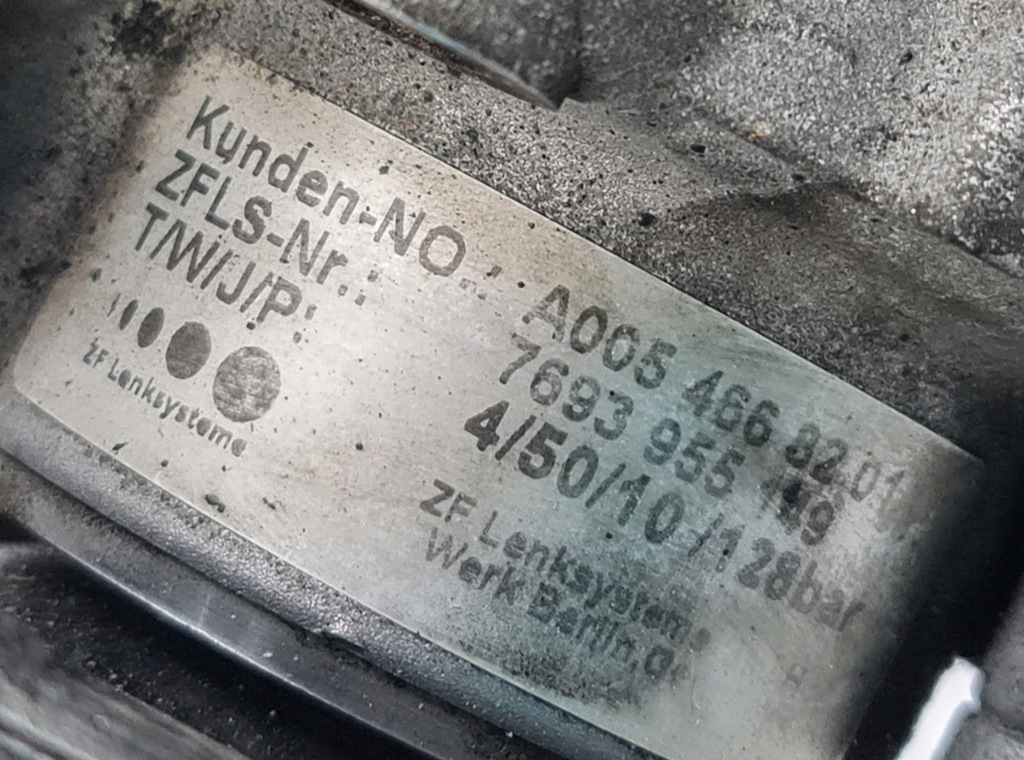 Kunden-NO.: A005 466 82 01
ZFLS-Nr.: 7693 955 149
T/W/J/P: 4/50/10/128bar
ZF Lenksysteme
ZF Lenksysteme
Werk Berlin,